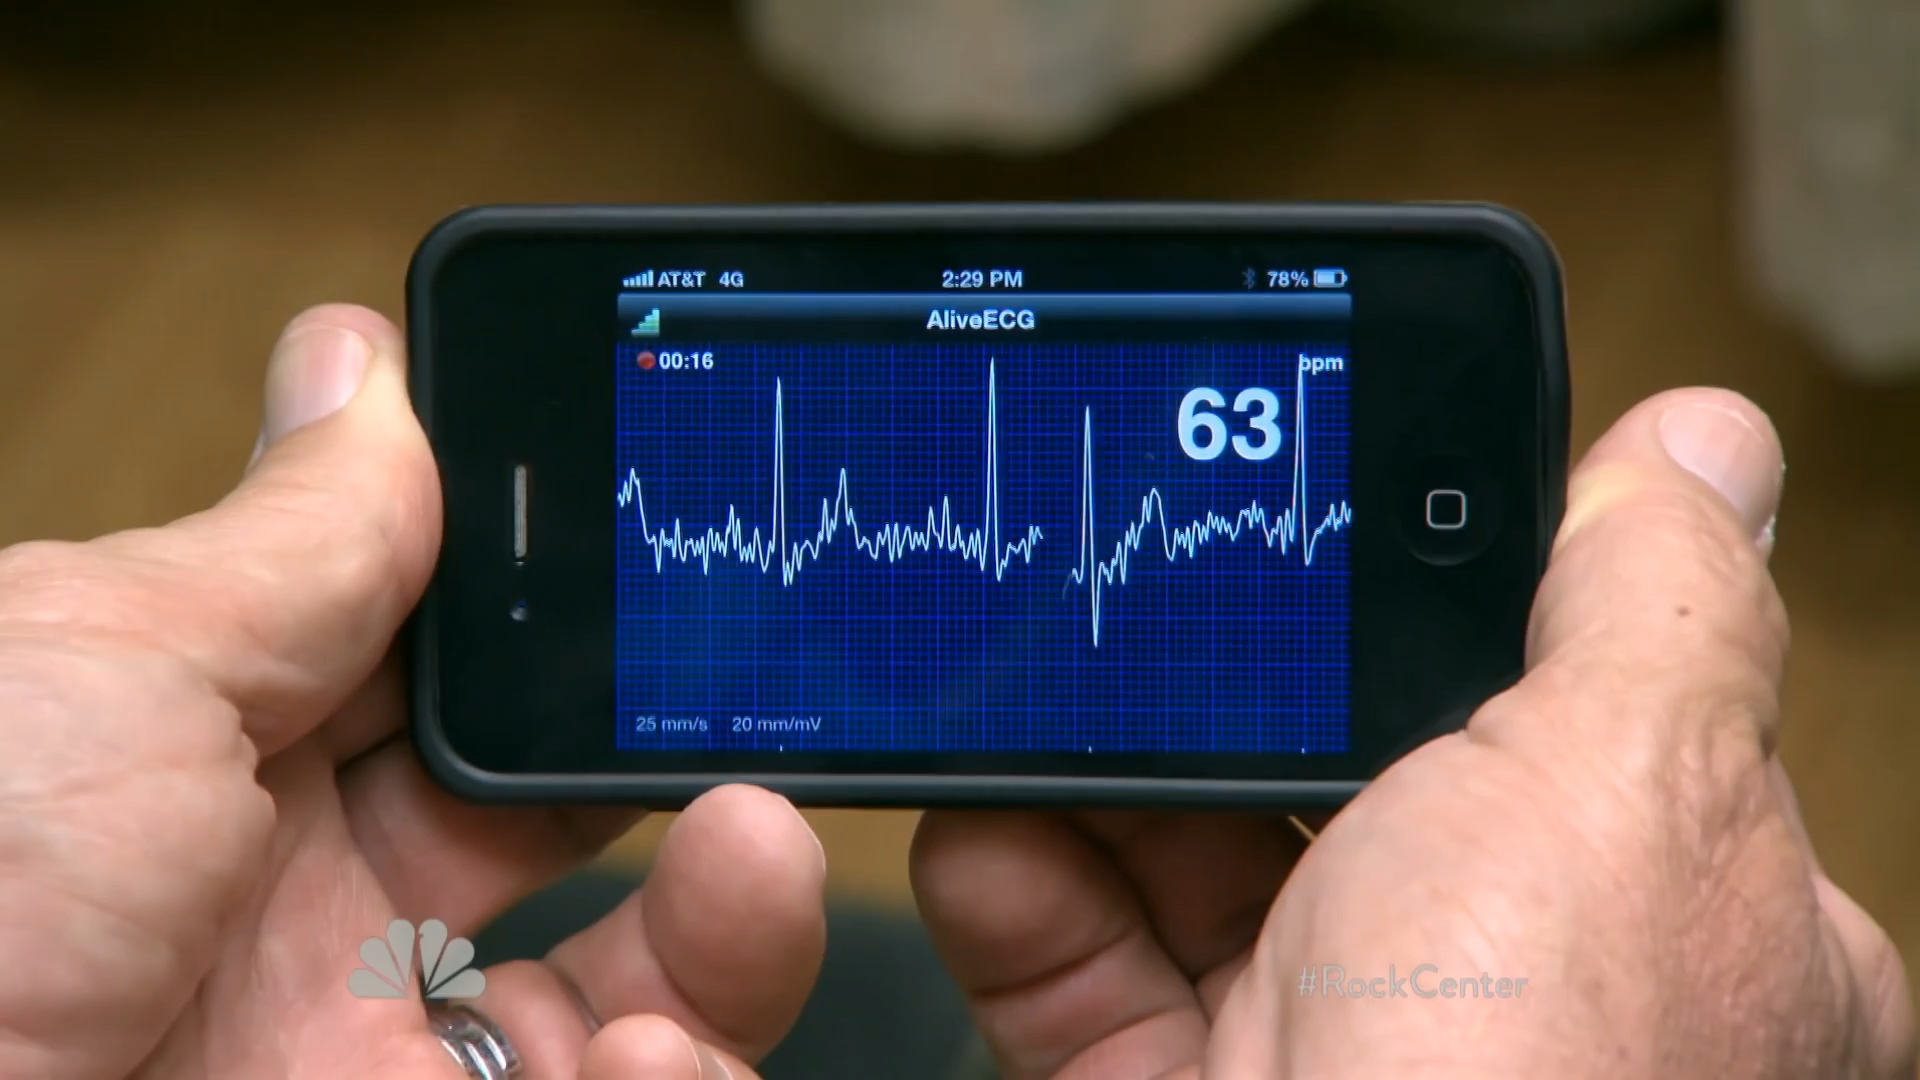 AT&T 4G 2:29 PM 78%
AliveECG
00:16 bpm
63
25 mm/s 20 mm/mV
#RockCenter